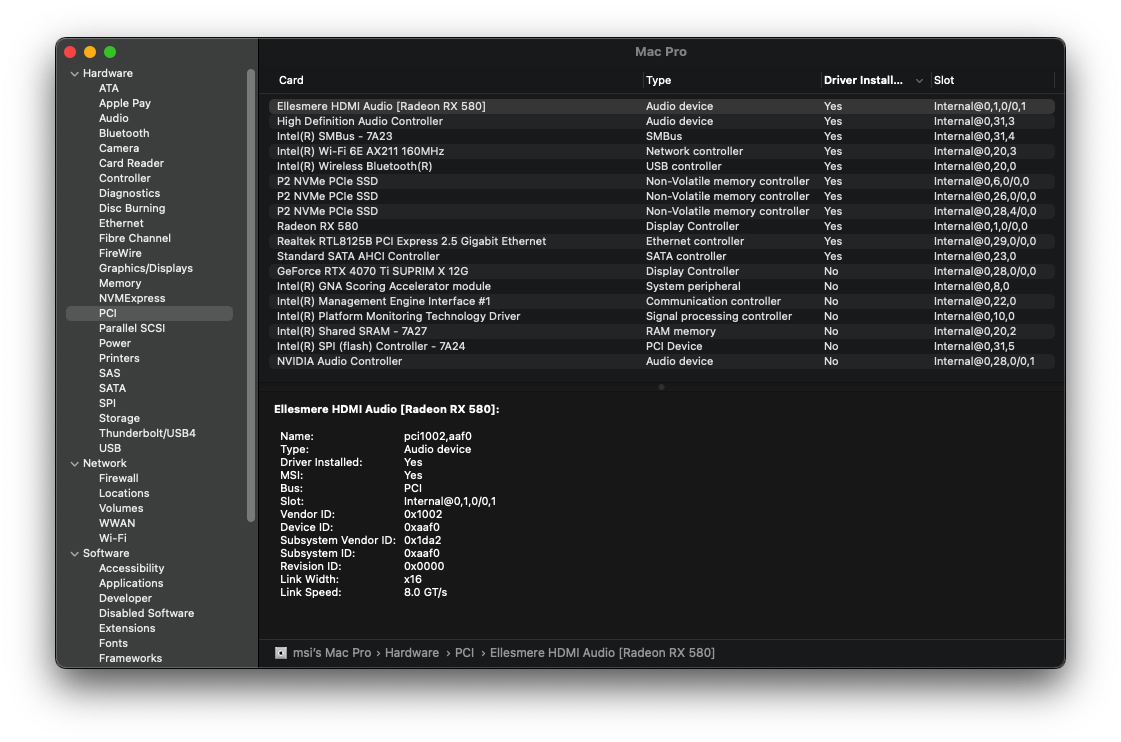 Mac Pro
Hardware
ATA
Apple Pay
Audio
Bluetooth
Camera
Card Reader
Controller
Diagnostics
Disc Burning
Ethernet
Fibre Channel
FireWire
Graphics/Displays
Memory
NVMExpress
PCI
Parallel SCSI
Power
Printers
SAS
SATA
SPI
Storage
Thunderbolt/USB4
USB
Network
Firewall
Locations
Volumes
WWAN
Wi-Fi
Software
Accessibility
Applications
Developer
Disabled Software
Extensions
Fonts
Frameworks
Card Type Driver Install... Slot
Ellesmere HDMI Audio [Radeon RX 580] Audio device Yes Internal@0,1,0/0,1
High Definition Audio Controller Audio device Yes Internal@0,31,3
Intel(R) SMBus - 7A23 SMBus Yes Internal@0,31,4
Intel(R) Wi-Fi 6E AX211 160MHz Network controller Yes Internal@0,20,3
Intel(R) Wireless Bluetooth(R) USB controller Yes Internal@0,20,0
P2 NVMe PCIe SSD Non-Volatile memory controller Yes Internal@0,6,0/0,0
P2 NVMe PCIe SSD Non-Volatile memory controller Yes Internal@0,26,0/0,0
P2 NVMe PCIe SSD Non-Volatile memory controller Yes Internal@0,28,4/0,0
Radeon RX 580 Display Controller Yes Internal@0,1,0/0,0
Realtek RTL8125B PCI Express 2.5 Gigabit Ethernet Ethernet controller Yes Internal@0,29,0/0,0
Standard SATA AHCI Controller SATA controller Yes Internal@0,23,0
GeForce RTX 4070 Ti SUPRIM X 12G Display Controller No Internal@0,28,0/0,0
Intel(R) GNA Scoring Accelerator module System peripheral No Internal@0,8,0
Intel(R) Management Engine Interface #1 Communication controller No Internal@0,22,0
Intel(R) Platform Monitoring Technology Driver Signal processing controller No Internal@0,10,0
Intel(R) Shared SRAM - 7A27 RAM memory No Internal@0,20,2
Intel(R) SPI (flash) Controller - 7A24 PCI Device No Internal@0,31,5
NVIDIA Audio Controller Audio device No Internal@0,28,0/0,1
Ellesmere HDMI Audio [Radeon RX 580]:
Name: pci1002,aaf0
Type: Audio device
Driver Installed: Yes
MSI: Yes
Bus: PCI
Slot: Internal@0,1,0/0,1
Vendor ID: 0x1002
Device ID: 0xaaf0
Subsystem Vendor ID: 0x1da2
Subsystem ID: 0xaaf0
Revision ID: 0x0000
Link Width: x16
Link Speed: 8.0 GT/s
msi's Mac Pro › Hardware › PCI › Ellesmere HDMI Audio [Radeon RX 580]